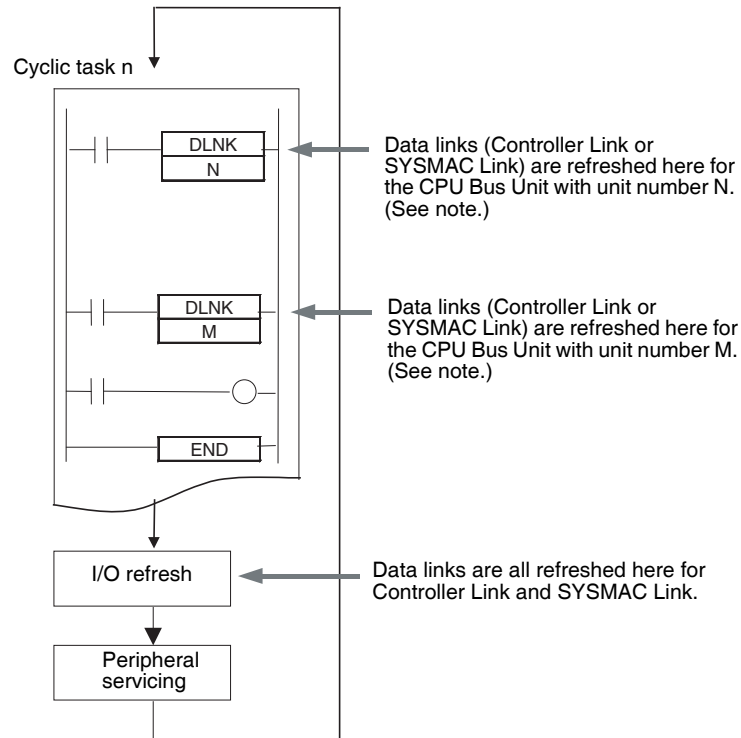 Cyclic task n
DLNK
N
Data links (Controller Link or
SYSMAC Link) are refreshed here for
the CPU Bus Unit with unit number N.
(See note.)
DLNK
M
Data links (Controller Link or
SYSMAC Link) are refreshed here for
the CPU Bus Unit with unit number M.
(See note.)
END
I/O refresh
Data links are all refreshed here for
Controller Link and SYSMAC Link.
Peripheral
servicing